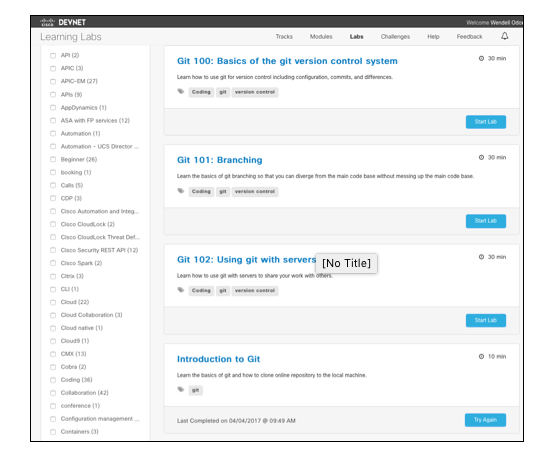 CISCO DEVNET
Welcome Wendell Odo
Learning Labs
Tracks Modules Labs Challenges Help Feedback
API (2)
APIC (3)
APIC-EM (27)
APIs (9)
AppDynamics (1)
ASA with FP services (12)
Automation (1)
Automation - UCS Director ...
Beginner (26)
booking (1)
Calls (5)
CDP (3)
Cisco Automation and Integ...
Cisco CloudLock (2)
Cisco CloudLock Threat Def...
Cisco Security REST API (12)
Cisco Spark (2)
Citrix (3)
CLI (1)
Cloud (22)
Cloud Collaboration (3)
Cloud native (1)
Cloud9 (1)
CMX (13)
Cobra (2)
Coding (36)
Collaboration (42)
conference (1)
Configuration management ...
Containers (3)
Git 100: Basics of the git version control system
30 min
Learn how to use git for version control including configuration, commits, and differences.
Coding git version control
Start Lab
Git 101: Branching
30 min
Learn the basics of git branching so that you can diverge from the main code base without messing up the main code base.
Coding git version control
Start Lab
Git 102: Using git with servers
30 min
[No Title]
Learn how to use git with servers to share your work with others.
Coding git version control
Start Lab
Introduction to Git
10 min
Learn the basics of git and how to clone online repository to the local machine.
git
Last Completed on 04/04/2017 @ 09:49 AM
Try Again